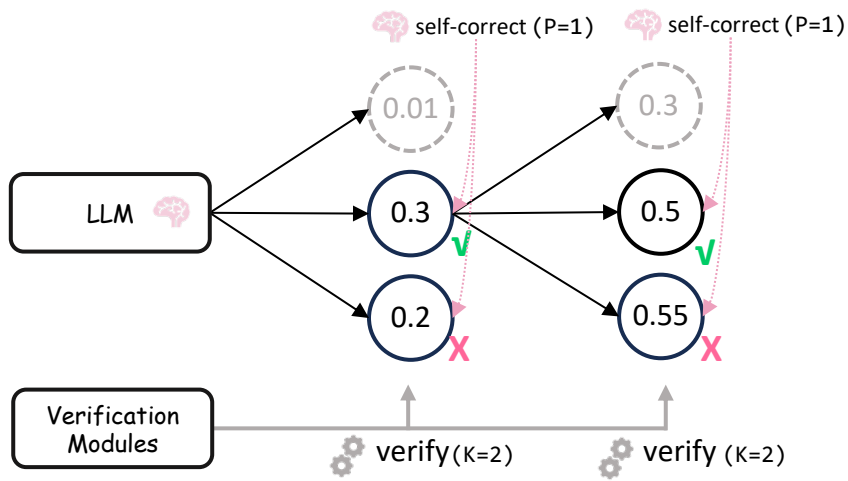 self-correct (P=1)
self-correct (P=1)
0.01
0.3
LLM
0.3
0.5
√
√
0.2
0.55
X
X
Verification
Modules
verify (K=2)
verify (K=2)